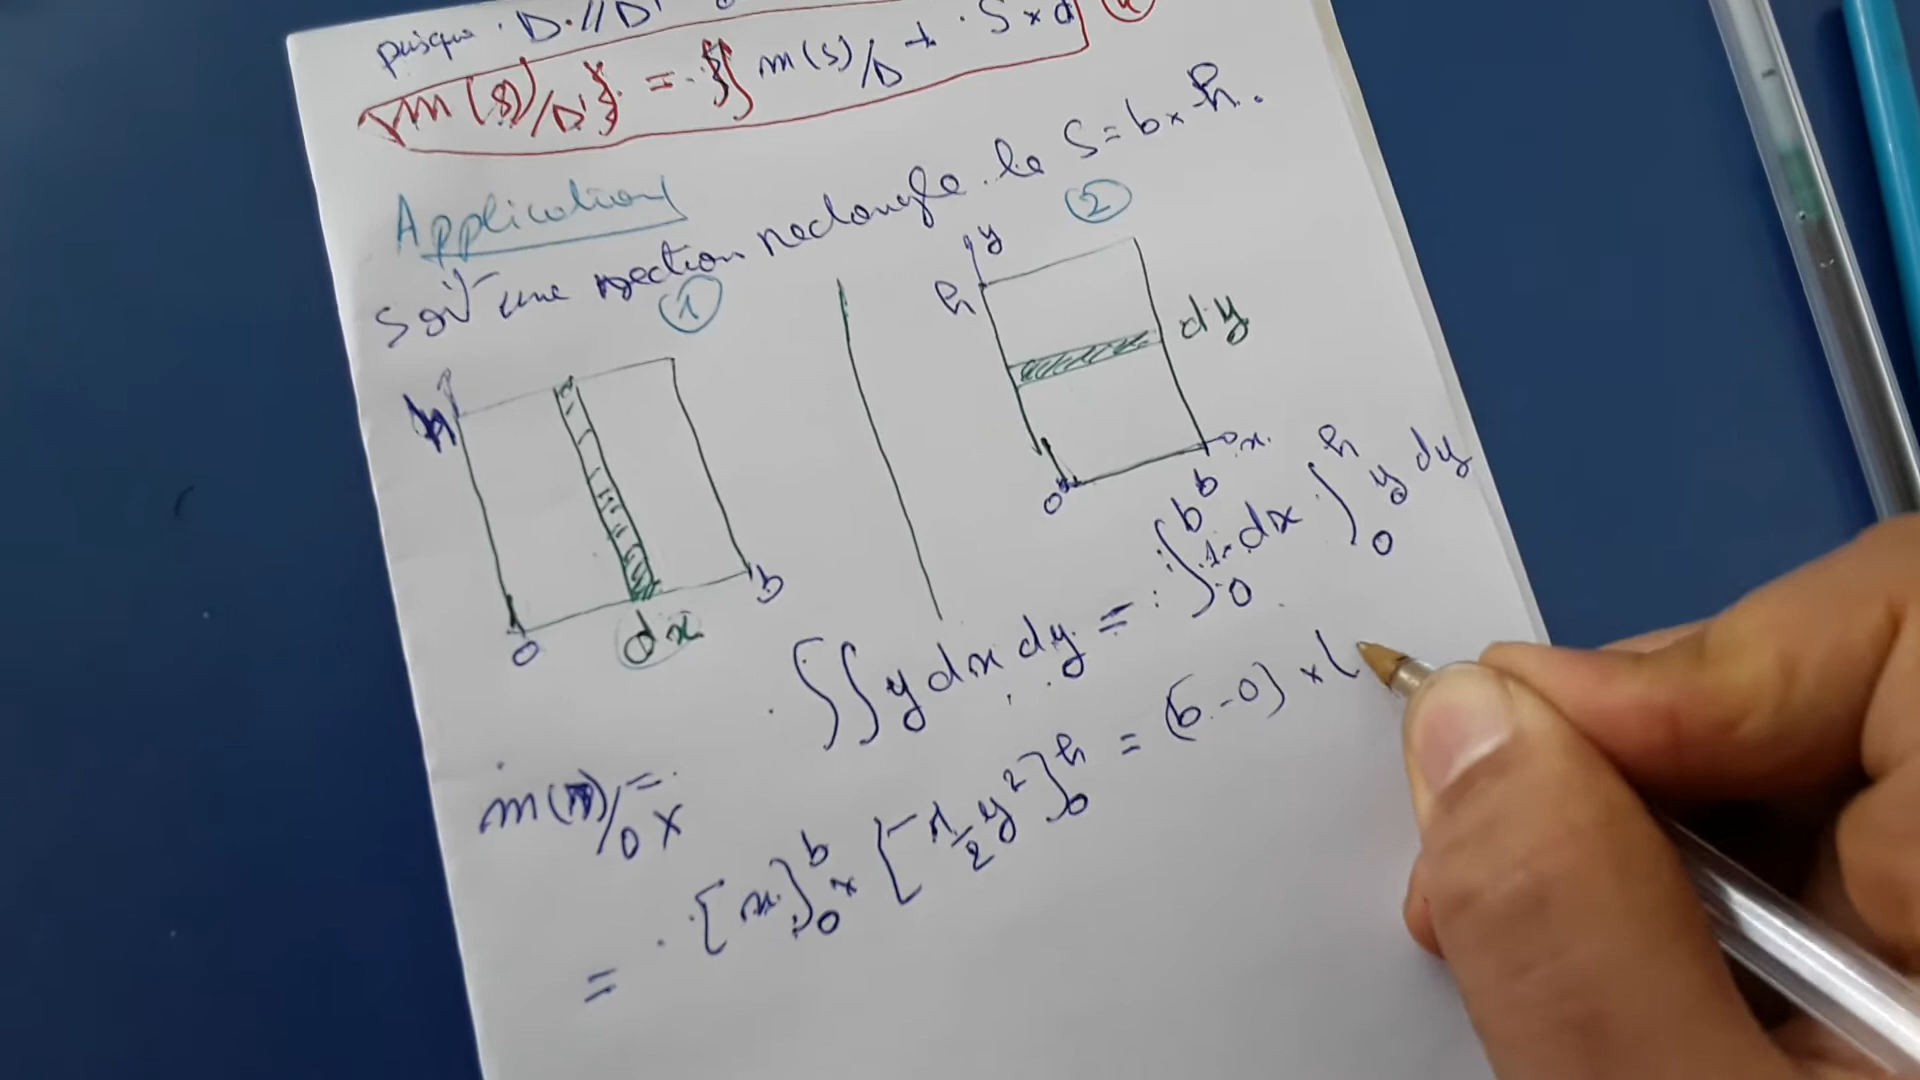 puisque . D // D'
m(S)/D' = m(S)/D + S x d
Application
Soit une section rectangle de S = b x h.
1
2
y
h
dy
x
b
0
h
0
dx
b
∫∫ y dx dy = ∫₀ᵇ 1. dx . ∫₀ʰ y dy
m( )/0X =
= [x]₀ᵇ x [1/2 y²]₀ʰ = (b - 0) x (